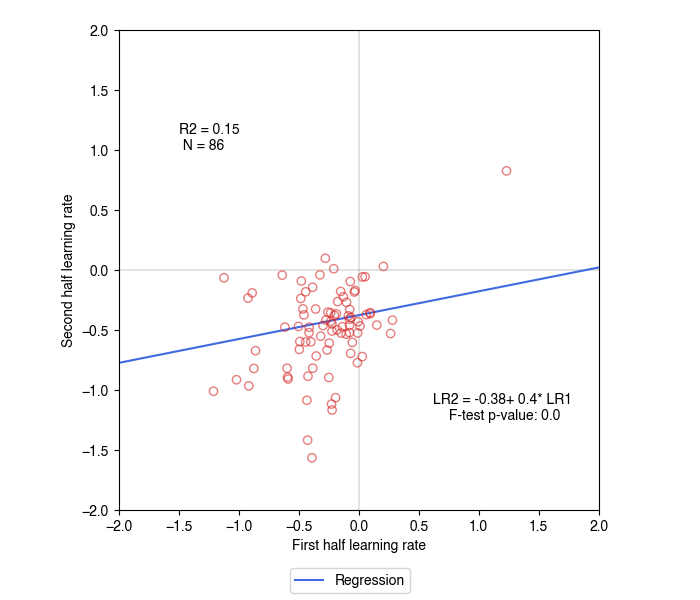 2.0
1.5
R2 = 0.15
N = 86
1.0
0.5
Second half learning rate
0.0
−0.5
−1.0
LR2 = -0.38+ 0.4* LR1
F-test p-value: 0.0
−1.5
−2.0
−2.0 −1.5 −1.0 −0.5 0.0 0.5 1.0 1.5 2.0
First half learning rate
Regression